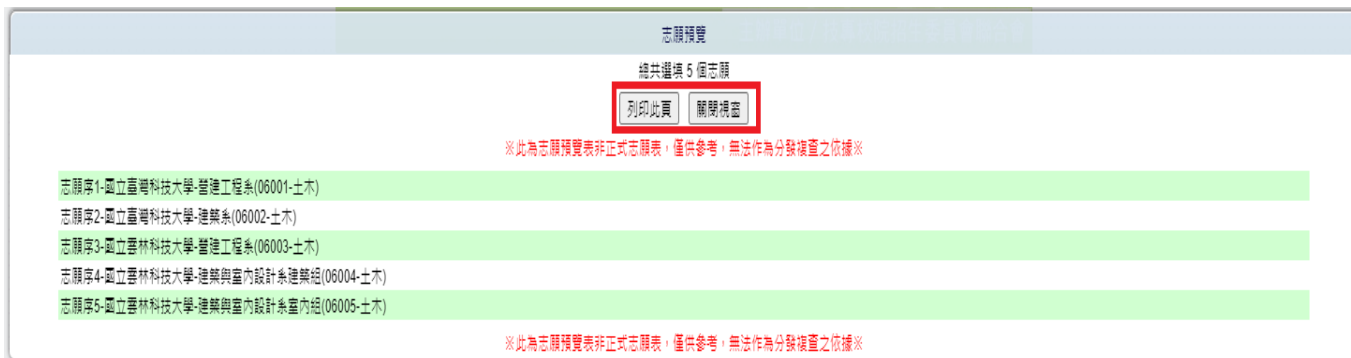 志願預覽
總共選填 5 個志願
列印此頁 關閉視窗
※此為志願預覽表非正式志願表，僅供參考，無法作為分發複查之依據※
志願序1-國立臺灣科技大學-營建工程系(06001-土木)
志願序2-國立臺灣科技大學-建築系(06002-土木)
志願序3-國立雲林科技大學-營建工程系(06003-土木)
志願序4-國立雲林科技大學-建築與室內設計系建築組(06004-土木)
志願序5-國立雲林科技大學-建築與室內設計系室內組(06005-土木)
※此為志願預覽表非正式志願表，僅供參考，無法作為分發複查之依據※